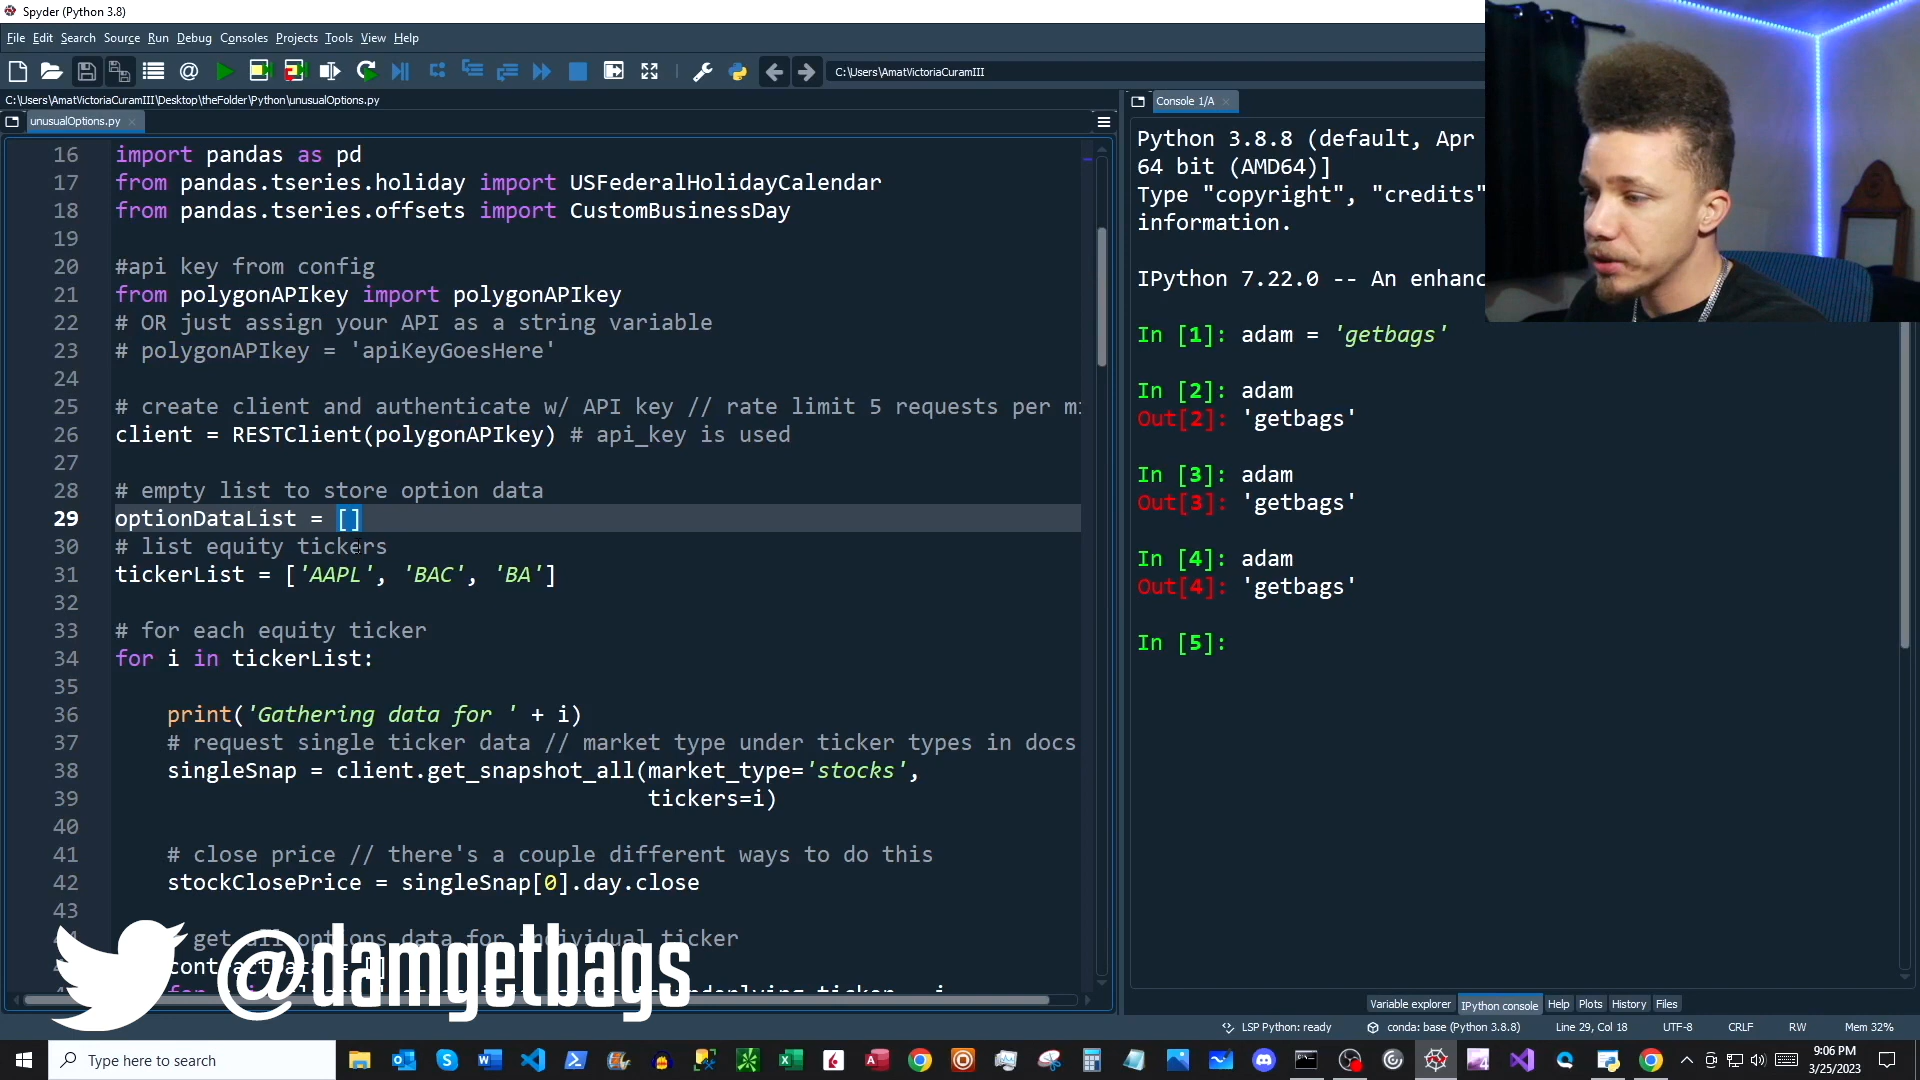 Spyder (Python 3.8)
File Edit Search Source Run Debug Consoles Projects Tools View Help
C:\Users\AmatVictoriaCuramIII
C:\Users\AmatVictoriaCuramIII\Desktop\theFolder\Python\unusualOptions.py
unusualOptions.py
16 import pandas as pd
17 from pandas.tseries.holiday import USFederalHolidayCalendar
18 from pandas.tseries.offsets import CustomBusinessDay
19
20 #api key from config
21 from polygonAPIkey import polygonAPIkey
22 # OR just assign your API as a string variable
23 # polygonAPIkey = 'apiKeyGoesHere'
24
25 # create client and authenticate w/ API key // rate limit 5 requests per mi
26 client = RESTClient(polygonAPIkey) # api_key is used
27
28 # empty list to store option data
29 optionDataList = []
30 # list equity tickers
31 tickerList = ['AAPL', 'BAC', 'BA']
32
33 # for each equity ticker
34 for i in tickerList:
35
36 print('Gathering data for ' + i)
37 # request single ticker data // market type under ticker types in docs
38 singleSnap = client.get_snapshot_all(market_type='stocks',
39 tickers=i)
40
41 # close price // there's a couple different ways to do this
42 stockClosePrice = singleSnap[0].day.close
43
get all options data for individual ticker
@damgetbags
Console 1/A
Python 3.8.8 (default, Apr
64 bit (AMD64)]
Type "copyright", "credits"
information.
IPython 7.22.0 -- An enhanc
In [1]: adam = 'getbags'
In [2]: adam
Out[2]: 'getbags'
In [3]: adam
Out[3]: 'getbags'
In [4]: adam
Out[4]: 'getbags'
In [5]:
Variable explorer IPython console Help Plots History Files
LSP Python: ready conda: base (Python 3.8.8) Line 29, Col 18 UTF-8 CRLF RW Mem 32%
Type here to search
9:06 PM
3/25/2023